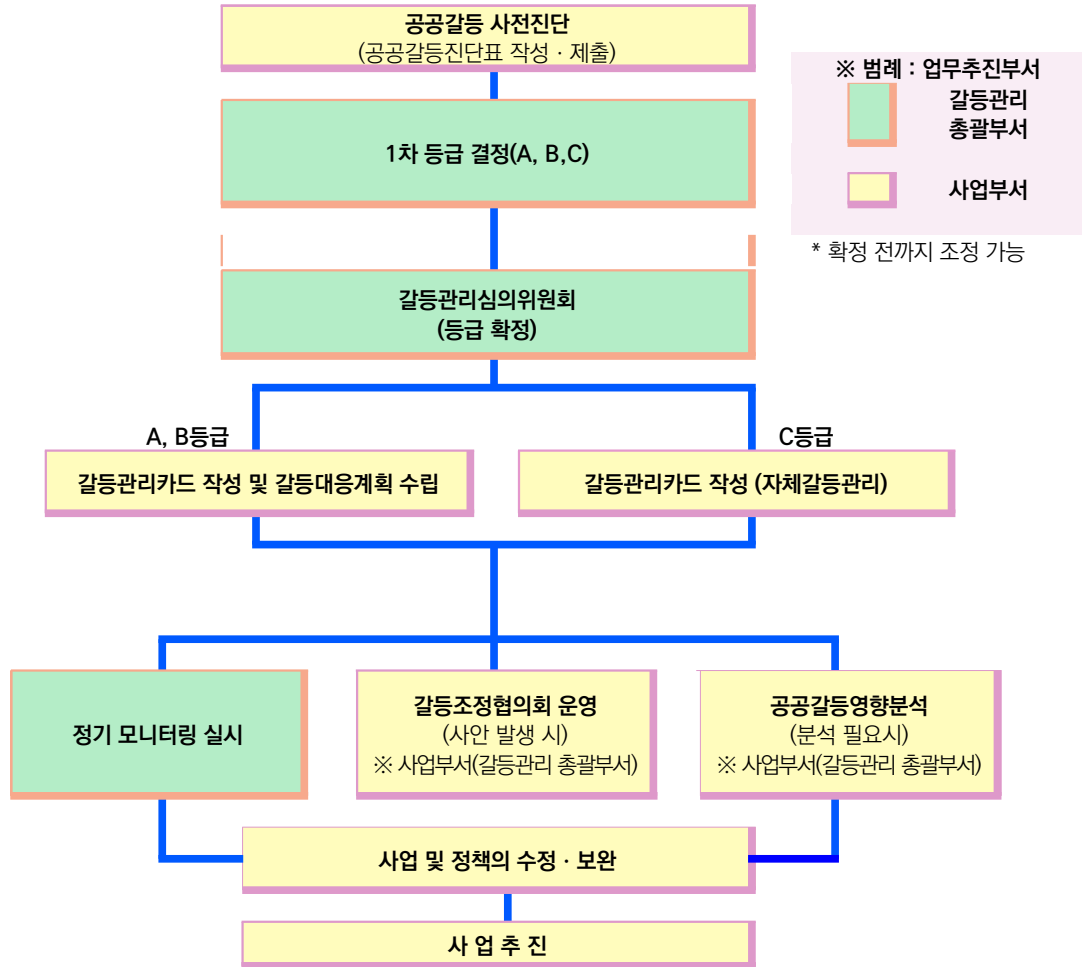 공공갈등 사전진단
(공공갈등진단표 작성 · 제출)
※ 범례 : 업무추진부서
갈등관리
총괄부서
사업부서
* 확정 전까지 조정 가능
1차 등급 결정(A, B,C)
갈등관리심의위원회
(등급 확정)
A, B등급
C등급
갈등관리카드 작성 및 갈등대응계획 수립
갈등관리카드 작성 (자체갈등관리)
정기 모니터링 실시
갈등조정협의회 운영
(사안 발생 시)
※ 사업부서(갈등관리 총괄부서)
공공갈등영향분석
(분석 필요시)
※ 사업부서(갈등관리 총괄부서)
사업 및 정책의 수정 · 보완
사 업 추 진